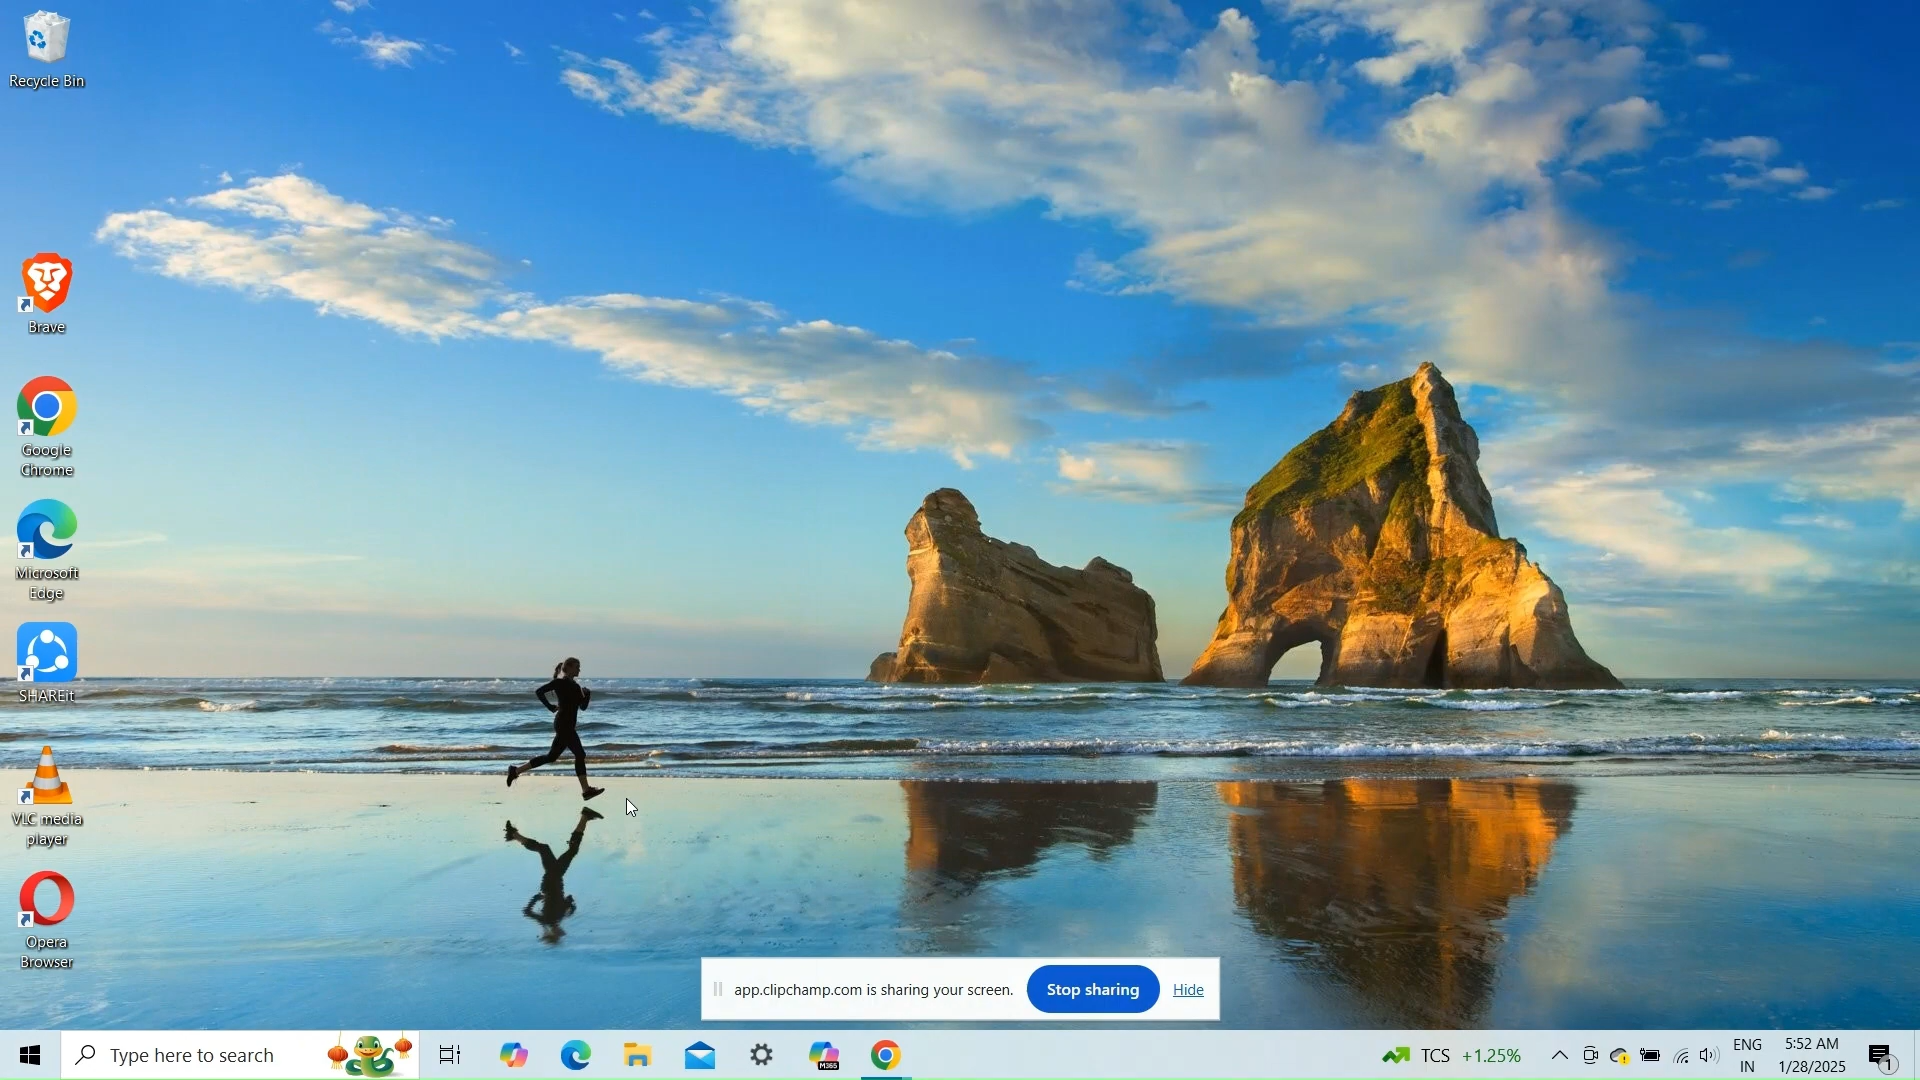 Recycle Bin
Brave
Google
Chrome
Microsoft
Edge
SHAREit
VLC media
player
Opera
Browser
app.clipchamp.com is sharing your screen.
Stop sharing
Hide
Type here to search
M365
TCS +1.25%
ENG
IN
5:52 AM
1/28/2025
1